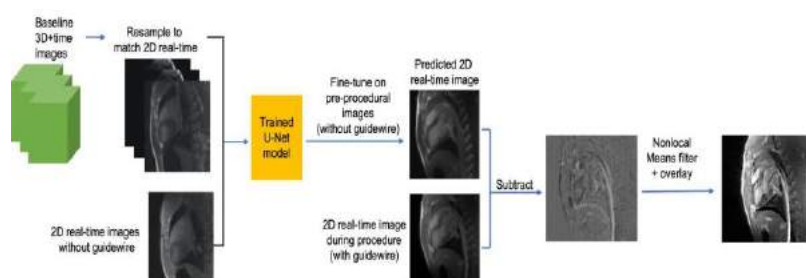 Baseline
3D+time
images
Resample to
match 2D real-time
2D real-time images
without guidewire
Trained
U-Net
model
Fine-tune on
pre-procedural
images
(without guidewire)
Predicted 2D
real-time image
2D real-time image
during procedure
(with guidewire)
Subtract
Nonlocal
Means filter
+ overlay